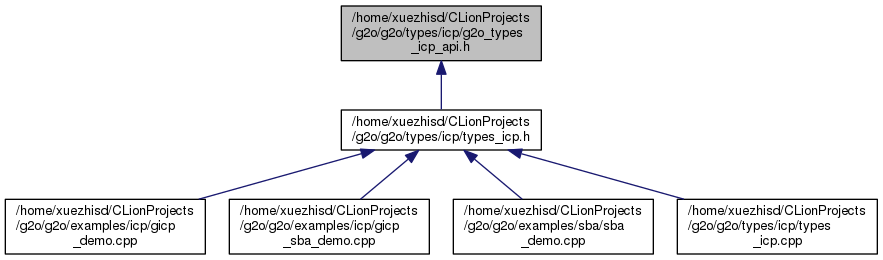 /home/xuezhisd/CLionProjects
/g2o/g2o/types/icp/g2o_types
_icp_api.h
/home/xuezhisd/CLionProjects
/g2o/g2o/types/icp/types_icp.h
/home/xuezhisd/CLionProjects
/g2o/g2o/examples/icp/gicp
_demo.cpp
/home/xuezhisd/CLionProjects
/g2o/g2o/examples/icp/gicp
_sba_demo.cpp
/home/xuezhisd/CLionProjects
/g2o/g2o/examples/sba/sba
_demo.cpp
/home/xuezhisd/CLionProjects
/g2o/g2o/types/icp/types
_icp.cpp